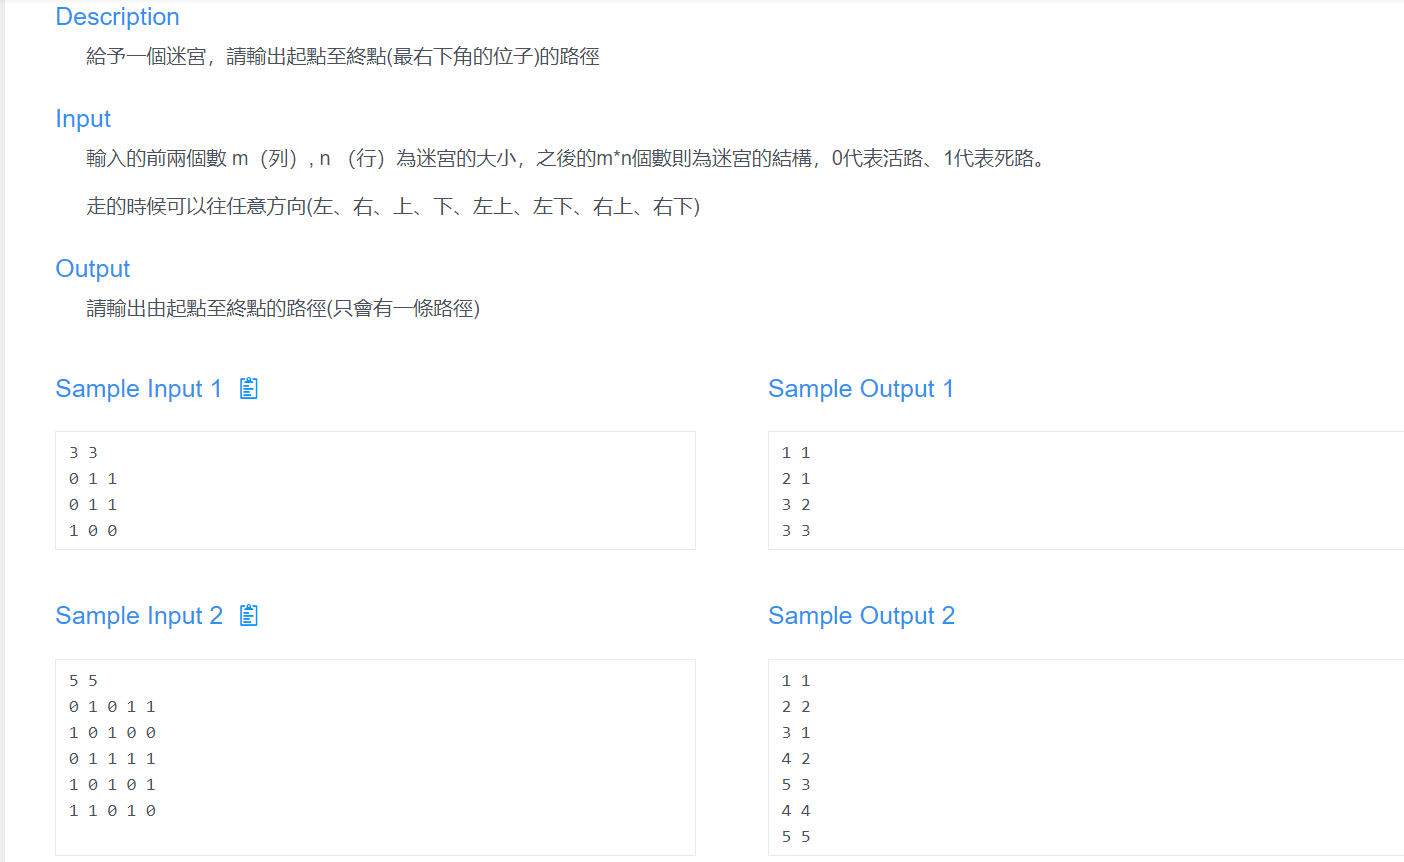 Description
給予一個迷宮，請輸出起點至終點(最右下角的位子)的路徑
Input
輸入的前兩個數 m（列）, n （行）為迷宮的大小，之後的m*n個數則為迷宮的結構，0代表活路、1代表死路。
走的時候可以往任意方向(左、右、上、下、左上、左下、右上、右下)
Output
請輸出由起點至終點的路徑(只會有一條路徑)
Sample Input 1
3 3
0 1 1
0 1 1
1 0 0
Sample Output 1
1 1
2 1
3 2
3 3
Sample Input 2
5 5
0 1 0 1 1
1 0 1 0 0
0 1 1 1 1
1 0 1 0 1
1 1 0 1 0
Sample Output 2
1 1
2 2
3 1
4 2
5 3
4 4
5 5